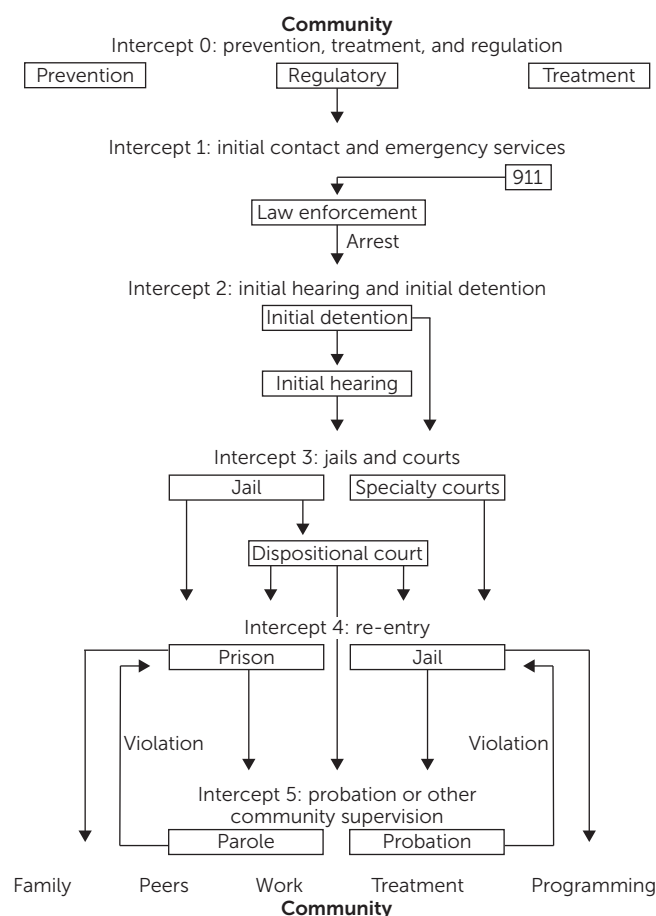 Community
Intercept 0: prevention, treatment, and regulation
Prevention
Regulatory
Treatment
Intercept 1: initial contact and emergency services
911
Law enforcement
Arrest
Intercept 2: initial hearing and initial detention
Initial detention
Initial hearing
Intercept 3: jails and courts
Jail
Specialty courts
Dispositional court
Intercept 4: re-entry
Prison
Jail
Violation
Violation
Intercept 5: probation or other
community supervision
Parole
Probation
Family
Peers
Work
Treatment
Programming
Community